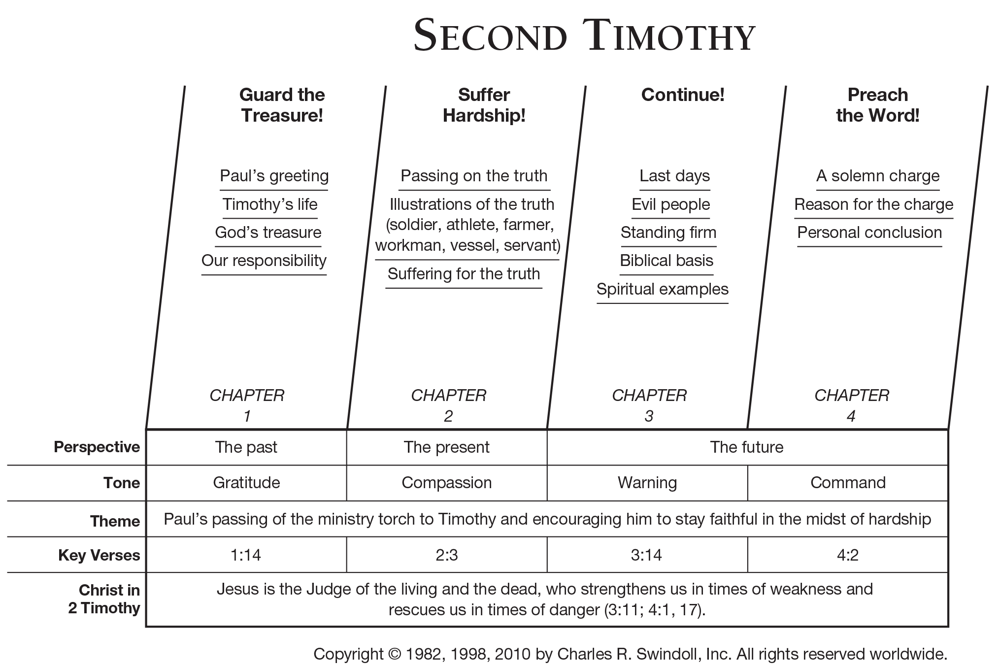 SECOND TIMOTHY
Guard the
Treasure!
Paul’s greeting
Timothy’s life
God’s treasure
Our responsibility
CHAPTER
1
Suffer
Hardship!
Passing on the truth
Illustrations of the truth
(soldier, athlete, farmer,
workman, vessel, servant)
Suffering for the truth
CHAPTER
2
Continue!
Last days
Evil people
Standing firm
Biblical basis
Spiritual examples
CHAPTER
3
Preach
the Word!
A solemn charge
Reason for the charge
Personal conclusion
CHAPTER
4
Perspective The past The present The future
Tone Gratitude Compassion Warning Command
Theme Paul’s passing of the ministry torch to Timothy and encouraging him to stay faithful in the midst of hardship
Key Verses 1:14 2:3 3:14 4:2
Christ in
2 Timothy
Jesus is the Judge of the living and the dead, who strengthens us in times of weakness and
rescues us in times of danger (3:11; 4:1, 17).
Copyright © 1982, 1998, 2010 by Charles R. Swindoll, Inc. All rights reserved worldwide.